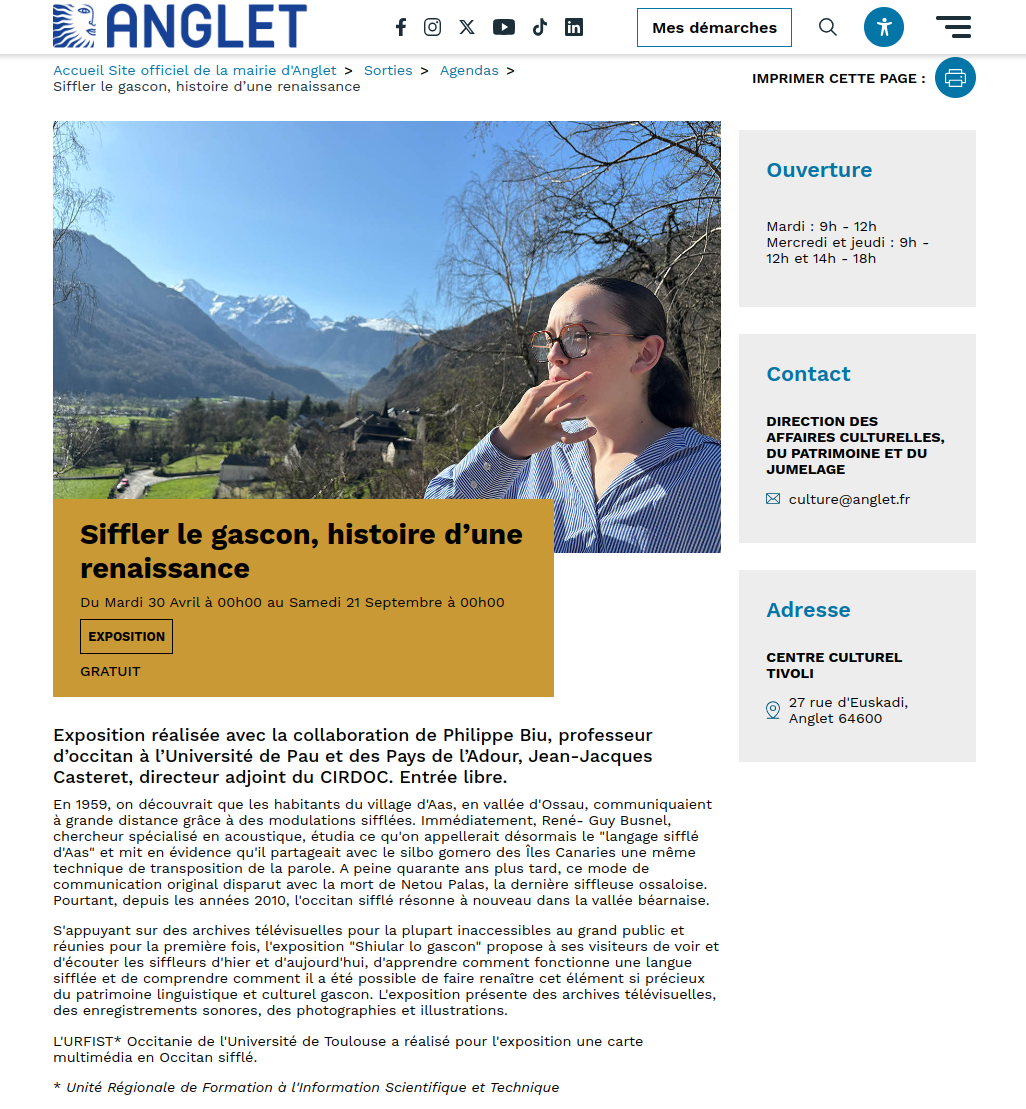 ANGLET
Mes démarches
Accueil Site officiel de la mairie d'Anglet > Sorties > Agendas >
Siffler le gascon, histoire d’une renaissance
IMPRIMER CETTE PAGE :
Siffler le gascon, histoire d’une
renaissance
Du Mardi 30 Avril à 00h00 au Samedi 21 Septembre à 00h00
EXPOSITION
GRATUIT
Exposition réalisée avec la collaboration de Philippe Biu, professeur
d’occitan à l’Université de Pau et des Pays de l’Adour, Jean-Jacques
Casteret, directeur adjoint du CIRDOC. Entrée libre.
En 1959, on découvrait que les habitants du village d'Aas, en vallée d'Ossau, communiquaient
à grande distance grâce à des modulations sifflées. Immédiatement, René- Guy Busnel,
chercheur spécialisé en acoustique, étudia ce qu'on appellerait désormais le "langage sifflé
d'Aas" et mit en évidence qu'il partageait avec le silbo gomero des Îles Canaries une même
technique de transposition de la parole. A peine quarante ans plus tard, ce mode de
communication original disparut avec la mort de Netou Palas, la dernière siffleuse ossaloise.
Pourtant, depuis les années 2010, l'occitan sifflé résonne à nouveau dans la vallée béarnaise.
S'appuyant sur des archives télévisuelles pour la plupart inaccessibles au grand public et
réunies pour la première fois, l'exposition "Shiular lo gascon" propose à ses visiteurs de voir et
d'écouter les siffleurs d'hier et d'aujourd'hui, d'apprendre comment fonctionne une langue
sifflée et de comprendre comment il a été possible de faire renaître cet élément si précieux
du patrimoine linguistique et culturel gascon. L'exposition présente des archives télévisuelles,
des enregistrements sonores, des photographies et illustrations.
L'URFIST* Occitanie de l'Université de Toulouse a réalisé pour l'exposition une carte
multimédia en Occitan sifflé.
* Unité Régionale de Formation à l'Information Scientifique et Technique
Ouverture
Mardi : 9h - 12h
Mercredi et jeudi : 9h -
12h et 14h - 18h
Contact
DIRECTION DES
AFFAIRES CULTURELLES,
DU PATRIMOINE ET DU
JUMELAGE
culture@anglet.fr
Adresse
CENTRE CULTUREL
TIVOLI
27 rue d'Euskadi,
Anglet 64600